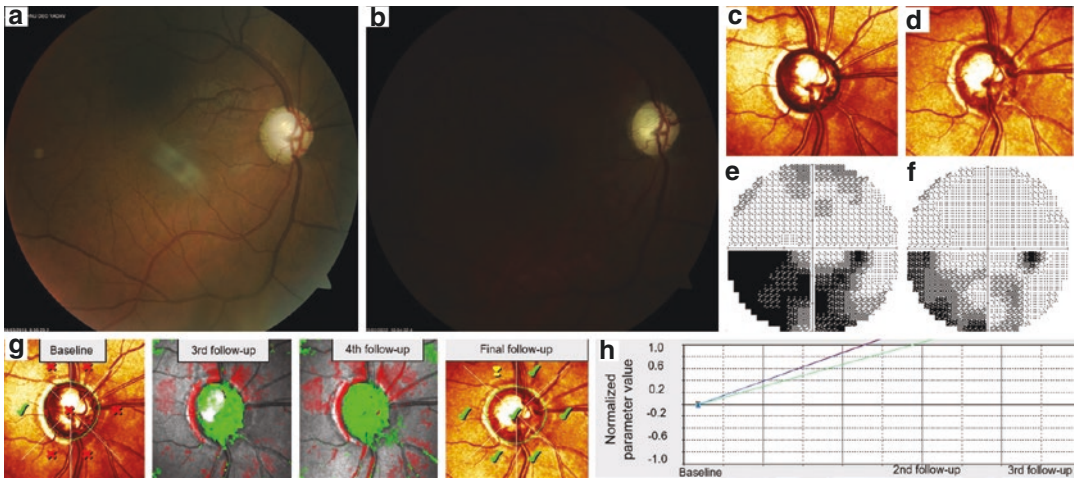 a
b
c
d
e
f
g
Baseline
3rd follow-up
4th follow-up
Final follow-up
h
Normalized
parameter value
1.0
0.6
0.2
-0.2
-0.6
-1.0
Baseline
2nd follow-up
3rd follow-up